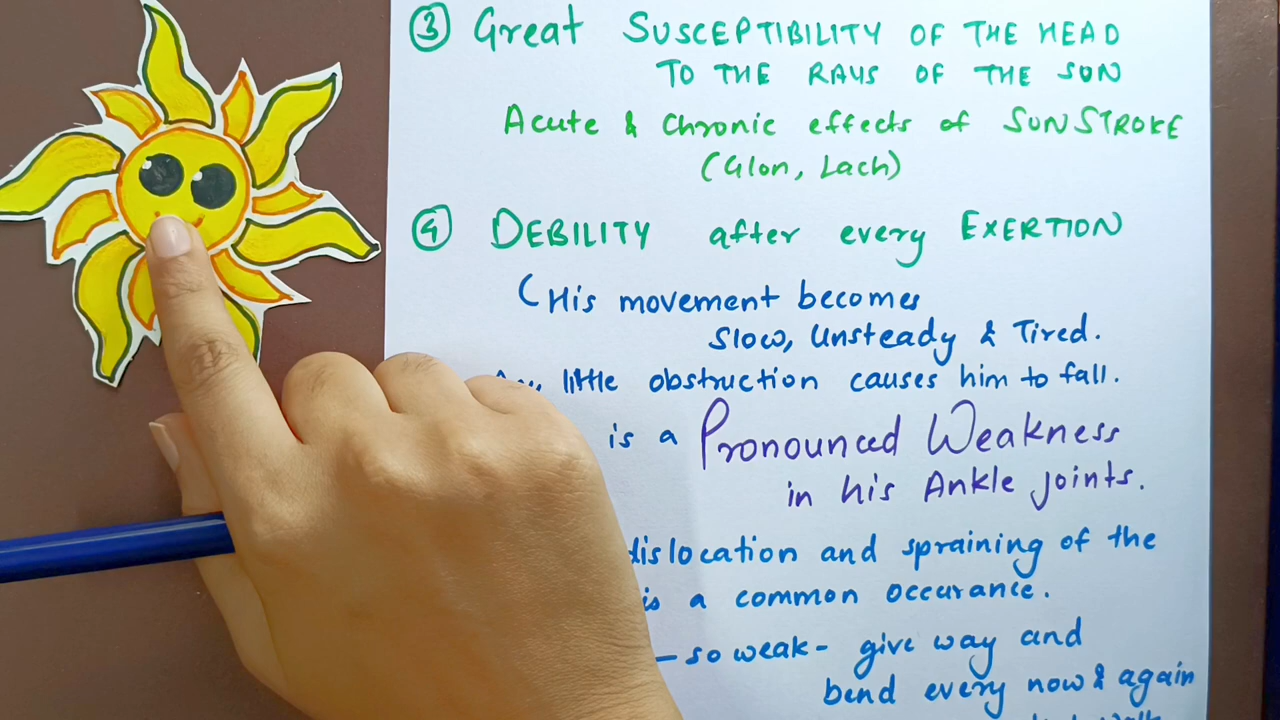 ③ Great SUSCEPTIBILITY OF THE HEAD
TO THE RAYS OF THE SUN
Acute & Chronic effects of SUNSTROKE
(Glon, Lach)
④ DEBILITY after every EXERTION
(His movement becomes
Slow, Unsteady & Tired.
little obstruction causes him to fall.
is a Pronounced Weakness
in his Ankle joints.
dislocation and spraining of the
is a common occurance.
– so weak – give way and
bend every now & again